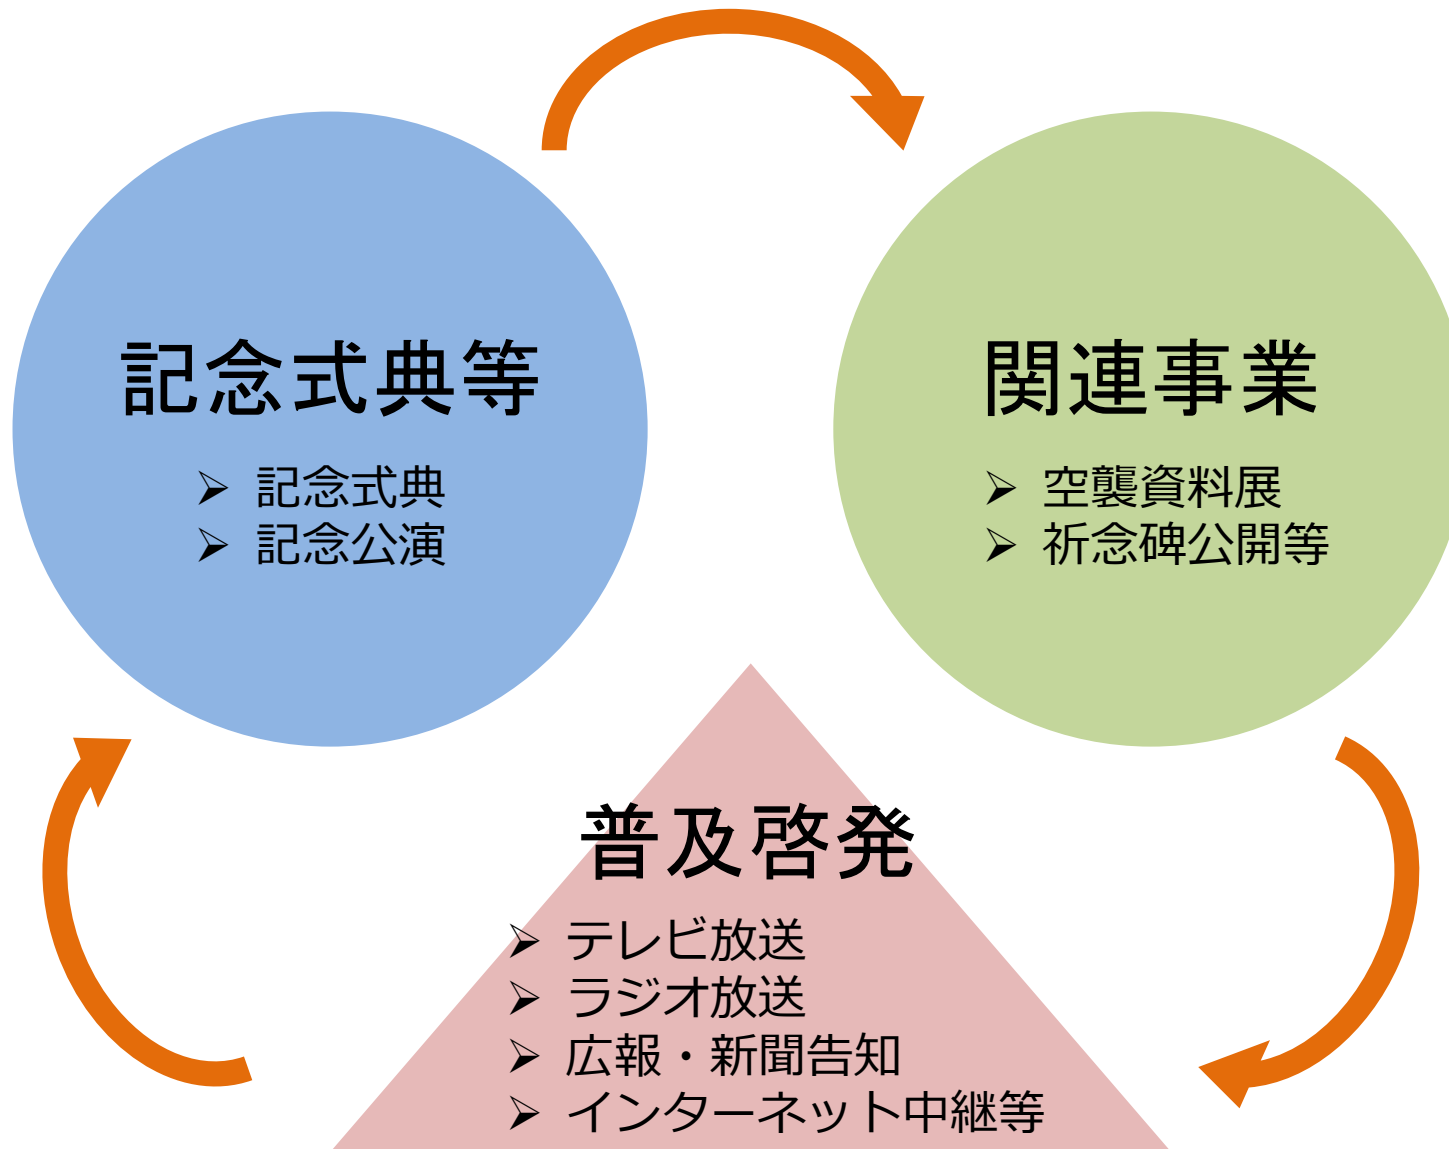 記念式典等
➢ 記念式典
➢ 記念公演
関連事業
➢ 空襲資料展
➢ 祈念碑公開等
普及啓発
➢ テレビ放送
➢ ラジオ放送
➢ 広報・新聞告知
➢ インターネット中継等